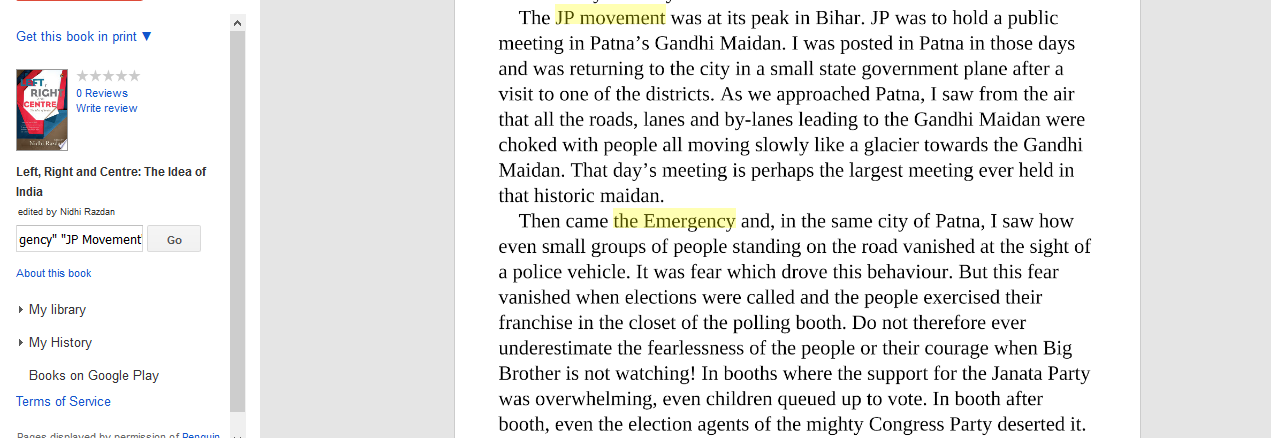 Get this book in print ▼
LEFT,
RIGHT
CENTRE
Nidhi Razdan
0 Reviews
Write review
Left, Right and Centre: The Idea of
India
edited by Nidhi Razdan
gency" "JP Movement
Go
About this book
My library
My History
Books on Google Play
Terms of Service
Pages displayed by permission of Penguin
The JP movement was at its peak in Bihar. JP was to hold a public
meeting in Patna’s Gandhi Maidan. I was posted in Patna in those days
and was returning to the city in a small state government plane after a
visit to one of the districts. As we approached Patna, I saw from the air
that all the roads, lanes and by-lanes leading to the Gandhi Maidan were
choked with people all moving slowly like a glacier towards the Gandhi
Maidan. That day’s meeting is perhaps the largest meeting ever held in
that historic maidan.
Then came the Emergency and, in the same city of Patna, I saw how
even small groups of people standing on the road vanished at the sight of
a police vehicle. It was fear which drove this behaviour. But this fear
vanished when elections were called and the people exercised their
franchise in the closet of the polling booth. Do not therefore ever
underestimate the fearlessness of the people or their courage when Big
Brother is not watching! In booths where the support for the Janata Party
was overwhelming, even children queued up to vote. In booth after
booth, even the election agents of the mighty Congress Party deserted it.